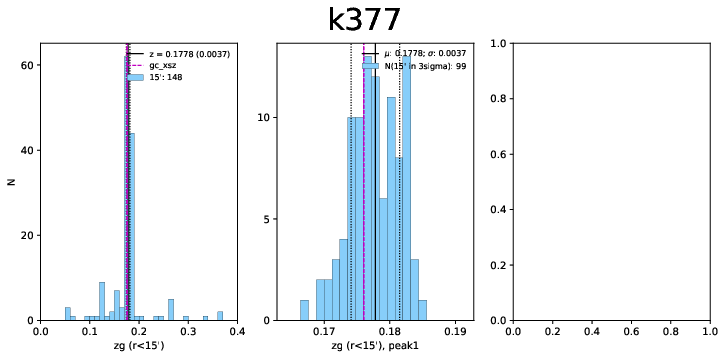 k377
z = 0.1778 (0.0037)
gc_xsz
15': 148
N
60
40
20
0
0.0 0.1 0.2 0.3 0.4
zg (r<15')
μ: 0.1778; σ: 0.0037
N(15' in 3sigma): 99
10
5
0
0.17 0.18 0.19
zg (r<15'), peak1
1.0
0.8
0.6
0.4
0.2
0.0
0.0 0.2 0.4 0.6 0.8 1.0